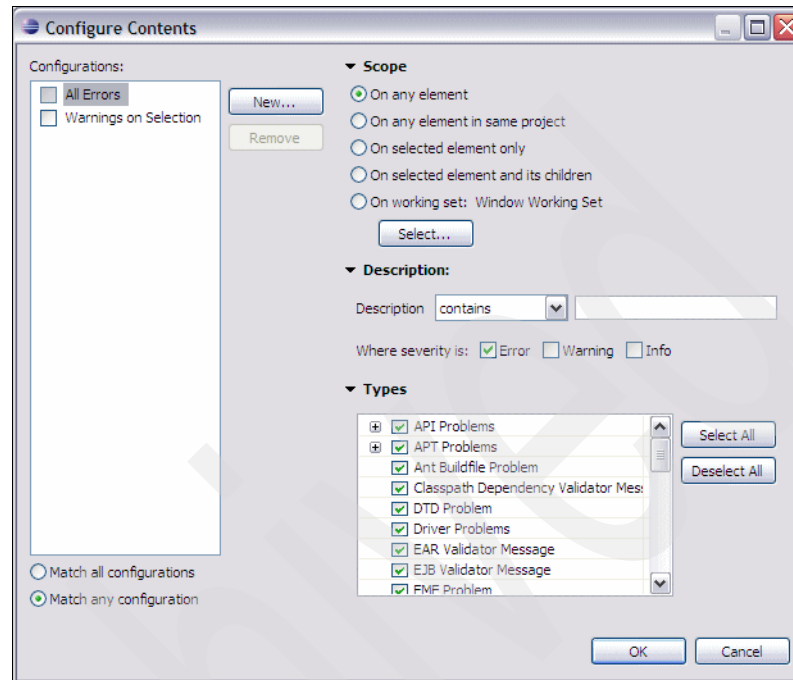 Configure Contents
Configurations:
All Errors
Warnings on Selection
New...
Remove
Scope
On any element
On any element in same project
On selected element only
On selected element and its children
On working set: Window Working Set
Select...
Description:
Description contains
Where severity is: Error Warning Info
Types
API Problems
APT Problems
Ant Buildfile Problem
Classpath Dependency Validator Mes
DTD Problem
Driver Problems
EAR Validator Message
EJB Validator Message
EMF Problem
Select All
Deselect All
Match all configurations
Match any configuration
OK
Cancel